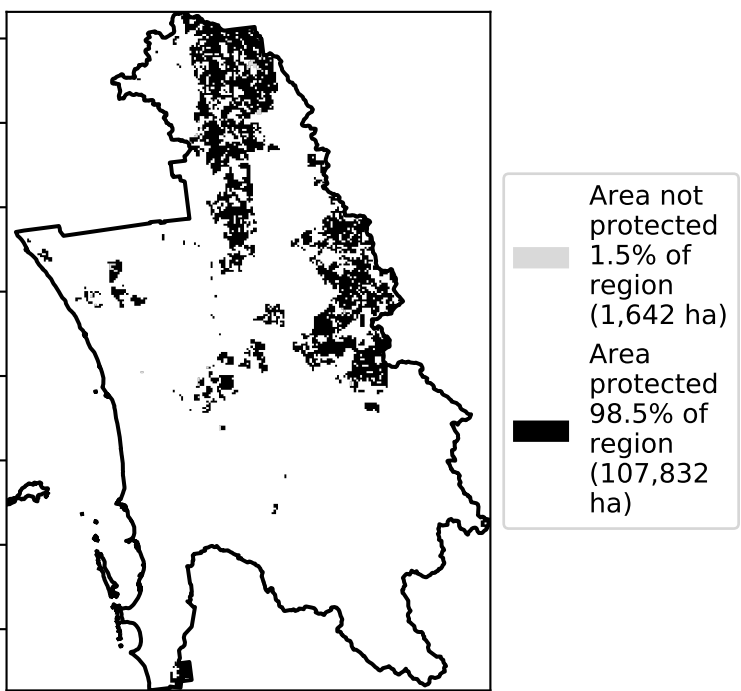 Area not
protected
1.5% of
region
(1,642 ha)
Area
protected
98.5% of
region
(107,832
ha)